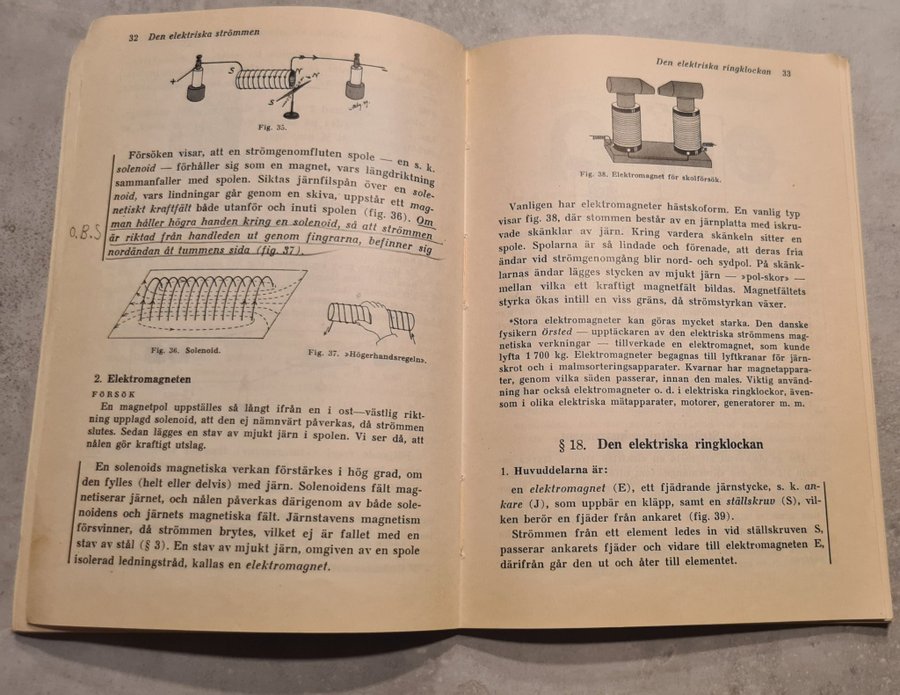 32 Den elektriska strömmen
+
S
N
N
S
−
Fig. 35.
Försöken visar, att en strömgenomfluten spole — en s. k.
solenoid — förhåller sig som en magnet, vars längdriktning
sammanfaller med spolen. Siktas järnfilspån över en sole-
noid, vars lindningar går genom en skiva, uppstår ett mag-
netiskt kraftfält både utanför och inuti spolen (fig. 36). Om
man håller högra handen kring en solenoid, så att strömmen
O.B.S
är riktad från handleden ut genom fingrarna, befinner sig
nordändan åt tummens sida (fig. 37).
Fig. 36. Solenoid.
Fig. 37. »Högerhandsregeln».
2. Elektromagneten
FÖRSÖK
En magnetpol uppställes så långt ifrån en i ost—västlig rikt-
ning upplagd solenoid, att den ej nämnvärt påverkas, då strömmen
slutes. Sedan lägges en stav av mjukt järn i spolen. Vi ser då, att
nålen gör kraftigt utslag.
En solenoids magnetiska verkan förstärkes i hög grad, om
den fylles (helt eller delvis) med järn. Solenoidens fält mag-
netiserar järnet, och nålen påverkas därigenom av både sole-
noidens och järnets magnetiska fält. Järnstavens magnetism
försvinner, då strömmen brytes, vilket ej är fallet med en
stav av stål (§ 3). En stav av mjukt järn, omgiven av en spole
isolerad ledningstråd, kallas en elektromagnet.
Den elektriska ringklockan 33
Fig. 38. Elektromagnet för skolförsök.
Vanligen har elektromagneter hästskoform. En vanlig typ
visar fig. 38, där stommen består av en järnplatta med iskru-
vade skänklar av järn. Kring vardera skänkeln sitter en
spole. Spolarna är så lindade och förenade, att deras fria
ändar vid strömgenomgång blir nord- och sydpol. På skänk-
larnas ändar lägges stycken av mjukt järn — »pol-skor» —
mellan vilka ett kraftigt magnetfält bildas. Magnetfältets
styrka ökas intill en viss gräns, då strömstyrkan växer.
*Stora elektromagneter kan göras mycket starka. Den danske
fysikern Örsted — upptäckaren av den elektriska strömmens mag-
netiska verkningar — tillverkade en elektromagnet, som kunde
lyfta 1 700 kg. Elektromagneter begagnas till lyftkranar för järn-
skrot och i malmsorteringsapparater. Kvarnar har magnetappara-
ter, genom vilka säden passerar, innan den males. Viktig använd-
ning har också elektromagneter o. d. i elektriska ringklockor, även-
som i olika elektriska mätapparater, motorer, generatorer m. m.
§ 18. Den elektriska ringklockan
1. Huvuddelarna är:
en elektromagnet (E), ett fjädrande järnstycke, s. k. an-
kare (J), som uppbär en kläpp, samt en ställskruv (S), vil-
ken berör en fjäder från ankaret (fig. 39).
Strömmen från ett element ledes in vid ställskruven S,
passerar ankarets fjäder och vidare till elektromagneten E,
därifrån går den ut och åter till elementet.